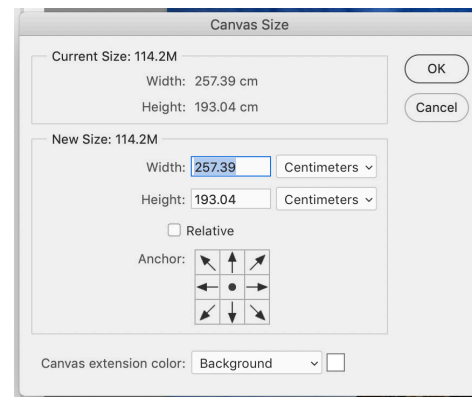 Canvas Size
Current Size: 114.2M
OK
Width: 257.39 cm
Height: 193.04 cm
Cancel
New Size: 114.2M
Width: 257.39 Centimeters
Height: 193.04 Centimeters
Relative
Anchor:
Canvas extension color: Background